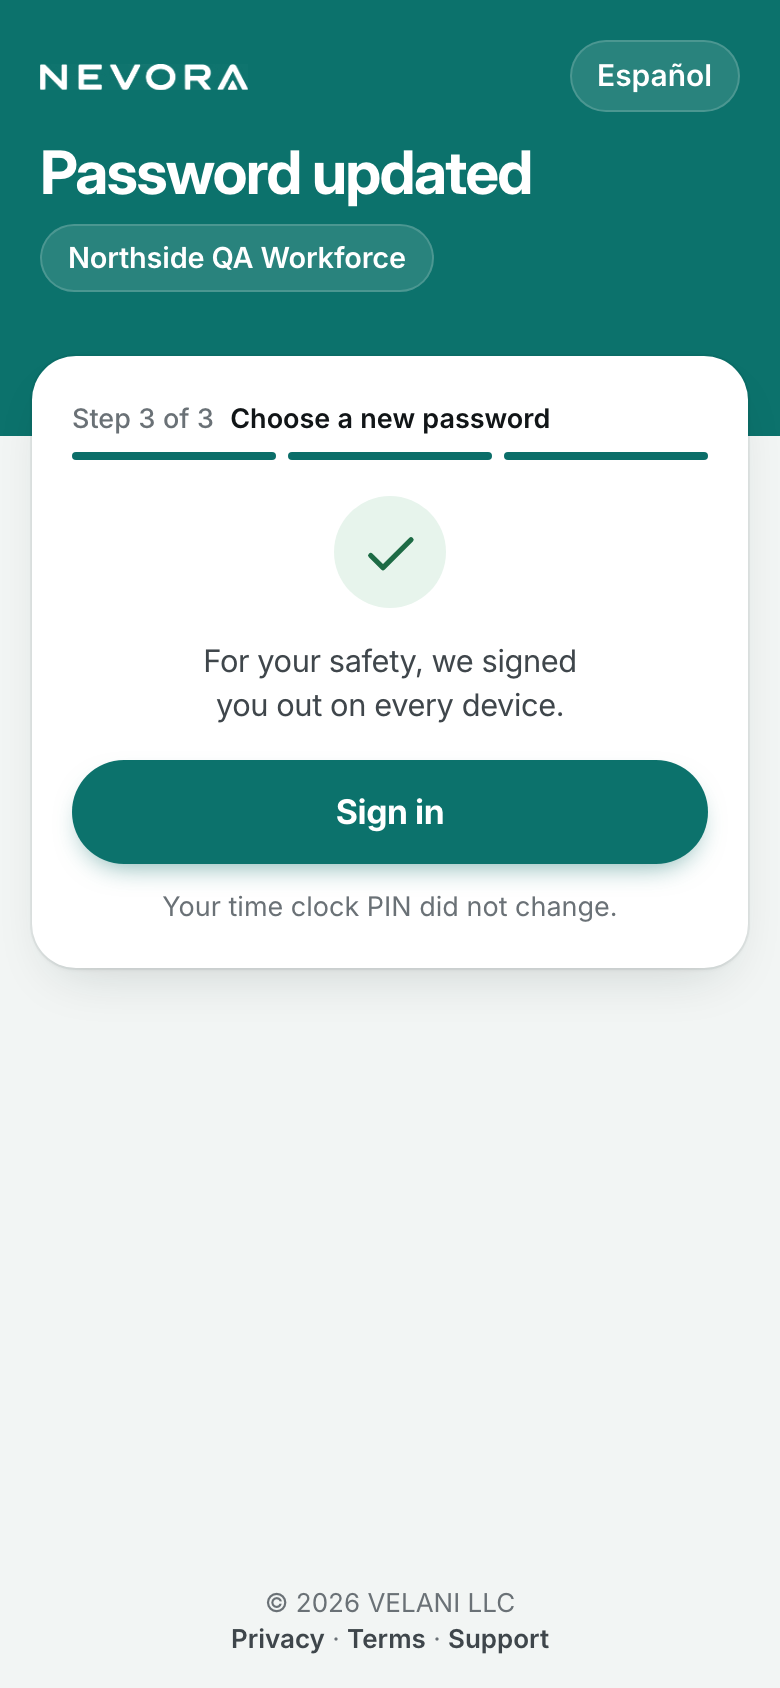 NEVORA
Español
Password updated
Northside QA Workforce
Step 3 of 3 Choose a new password
For your safety, we signed
you out on every device.
Sign in
Your time clock PIN did not change.
© 2026 VELANI LLC
Privacy · Terms · Support